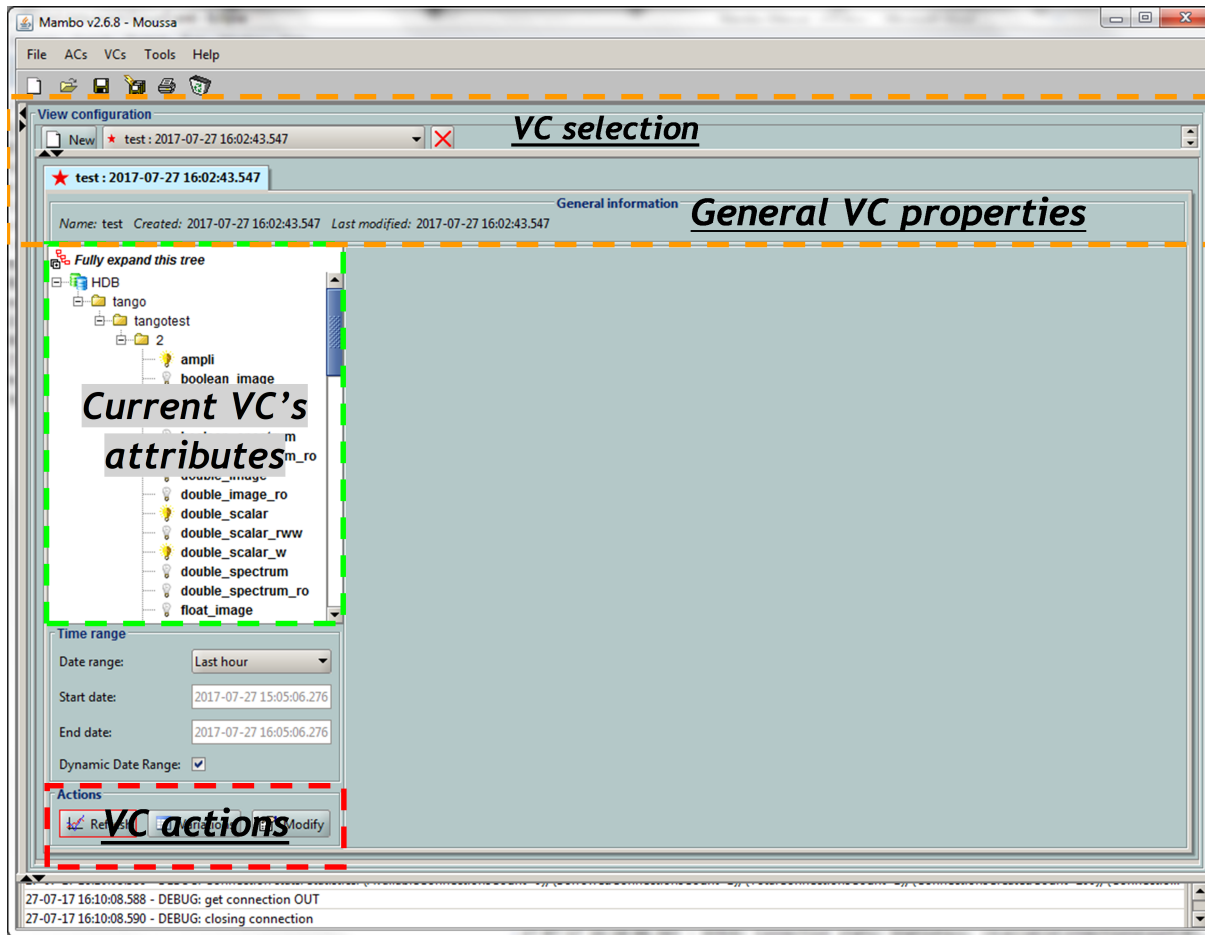 Mambo v2.6.8 - Moussa
File ACs VCs Tools Help
View configuration
New test : 2017-07-27 16:02:43.547
VC selection
test : 2017-07-27 16:02:43.547
General information
Name: test Created: 2017-07-27 16:02:43.547 Last modified: 2017-07-27 16:02:43.547
General VC properties
Fully expand this tree
HDB
tango
tangotest
2
ampli
boolean_image
Current VC’s
attributes
double_image
double_image_ro
double_scalar
double_scalar_rww
double_scalar_w
double_spectrum
double_spectrum_ro
float_image
Time range
Date range: Last hour
Start date: 2017-07-27 15:05:06.276
End date: 2017-07-27 16:05:06.276
Dynamic Date Range:
Actions
Refresh Variations Modify
VC actions
27-07-17 16:10:08.588 - DEBUG: get connection OUT
27-07-17 16:10:08.590 - DEBUG: closing connection